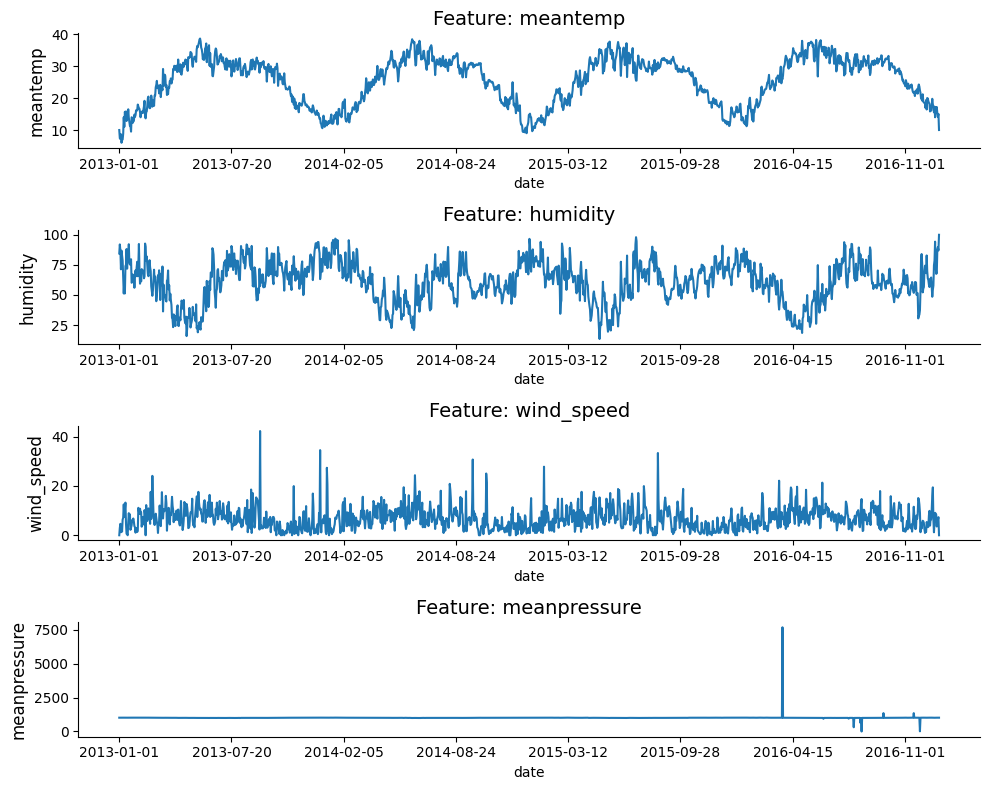 Feature: meantemp
meantemp
40
30
20
10
2013-01-01 2013-07-20 2014-02-05 2014-08-24 2015-03-12 2015-09-28 2016-04-15 2016-11-01
date
Feature: humidity
humidity
100
75
50
25
2013-01-01 2013-07-20 2014-02-05 2014-08-24 2015-03-12 2015-09-28 2016-04-15 2016-11-01
date
Feature: wind_speed
wind_speed
40
20
0
2013-01-01 2013-07-20 2014-02-05 2014-08-24 2015-03-12 2015-09-28 2016-04-15 2016-11-01
date
Feature: meanpressure
meanpressure
7500
5000
2500
0
2013-01-01 2013-07-20 2014-02-05 2014-08-24 2015-03-12 2015-09-28 2016-04-15 2016-11-01
date